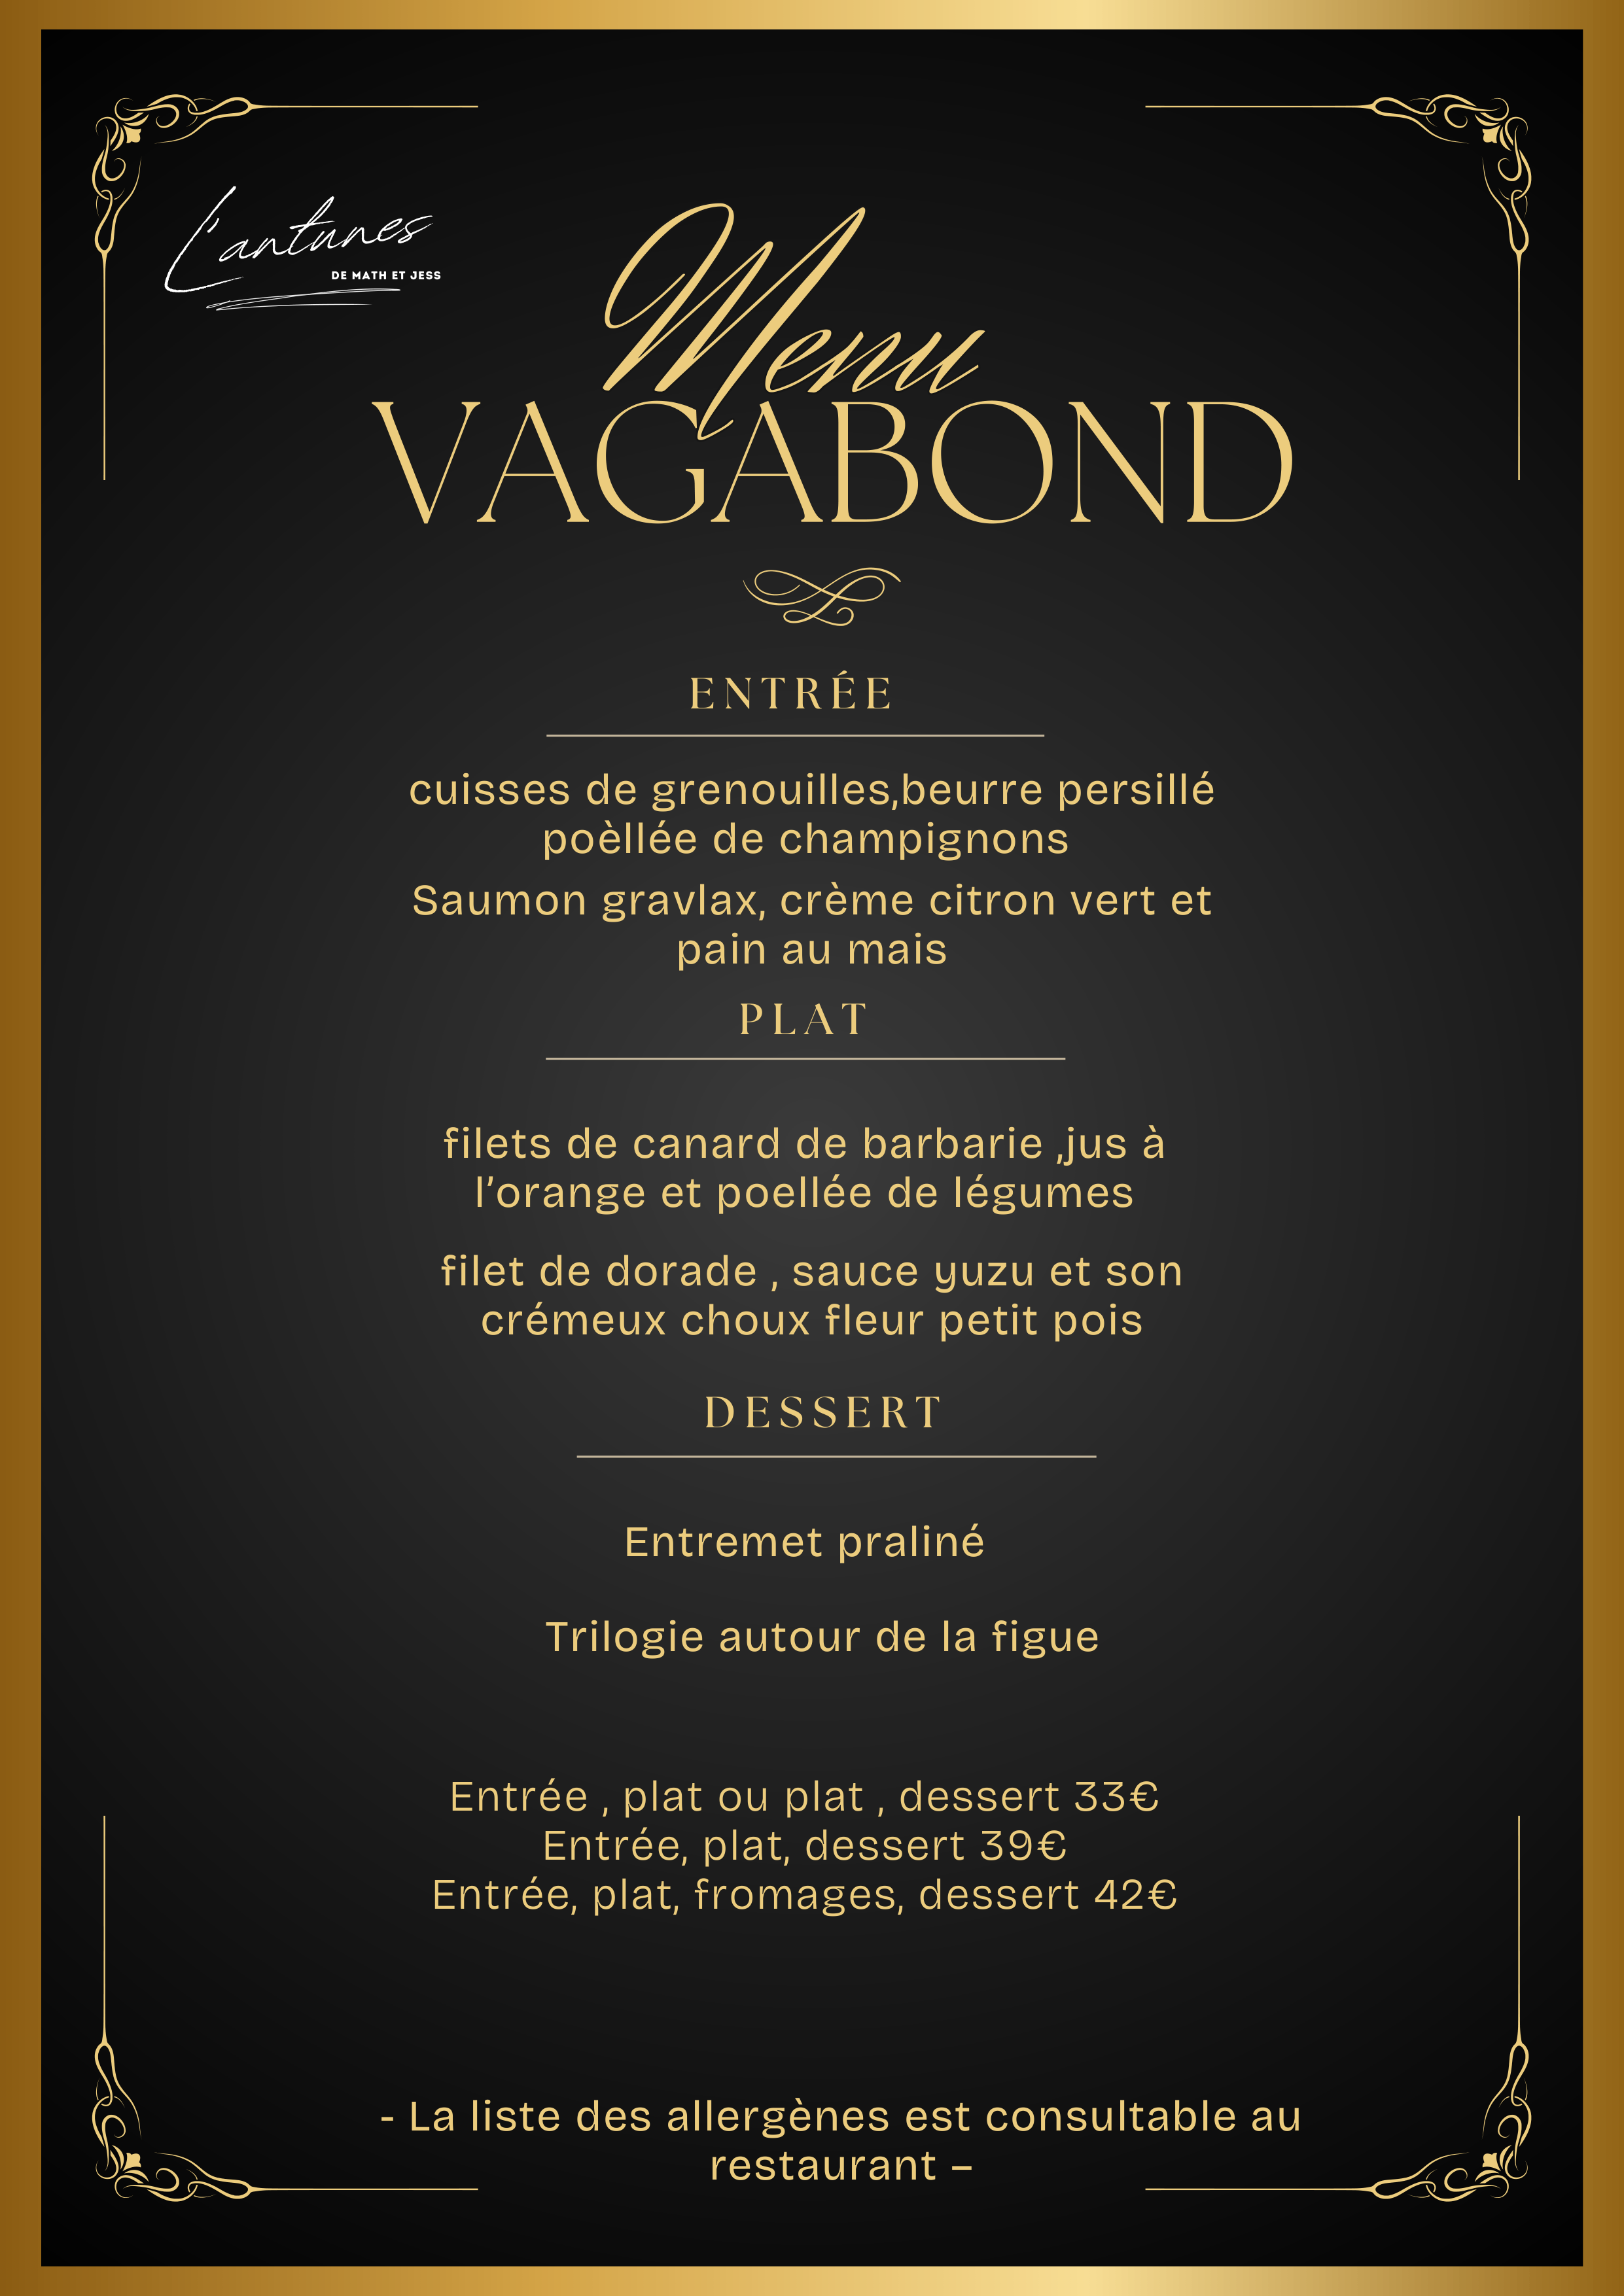 L'antunes
DE MATH ET JESS
Menu
VAGABOND
ENTRÉE
cuisses de grenouilles,beurre persillé
poèllée de champignons
Saumon gravlax, crème citron vert et
pain au mais
PLAT
filets de canard de barbarie ,jus à
l’orange et poellée de légumes
filet de dorade , sauce yuzu et son
crémeux choux fleur petit pois
DESSERT
Entremet praliné
Trilogie autour de la figue
Entrée , plat ou plat , dessert 33€
Entrée, plat, dessert 39€
Entrée, plat, fromages, dessert 42€
- La liste des allergènes est consultable au
restaurant –